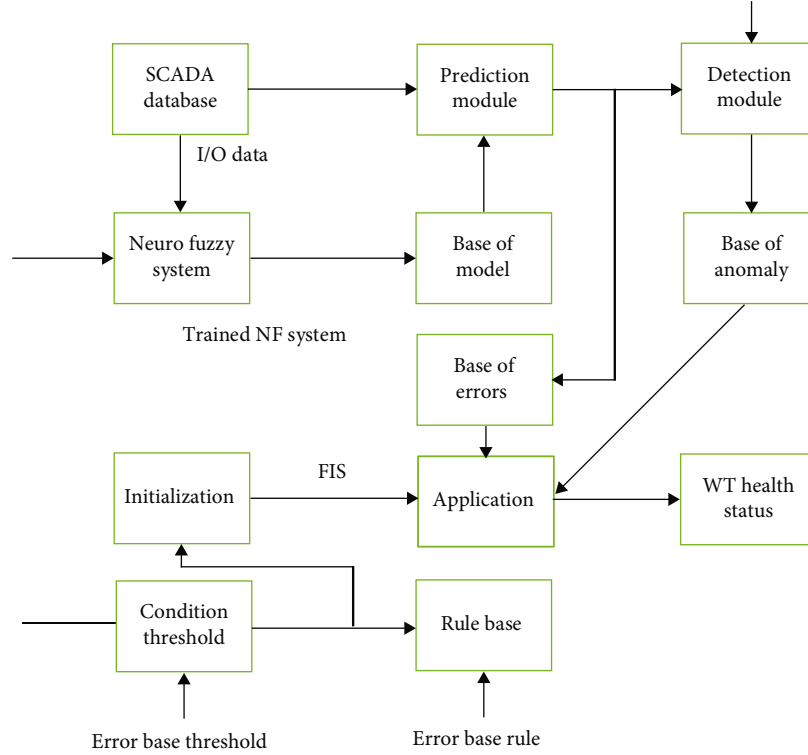 SCADA
database
Prediction
module
Detection
module
I/O data
Neuro fuzzy
system
Base of
model
Base of
anomaly
Trained NF system
Base of
errors
Initialization
FIS
Application
WT health
status
Condition
threshold
Rule base
Error base threshold
Error base rule